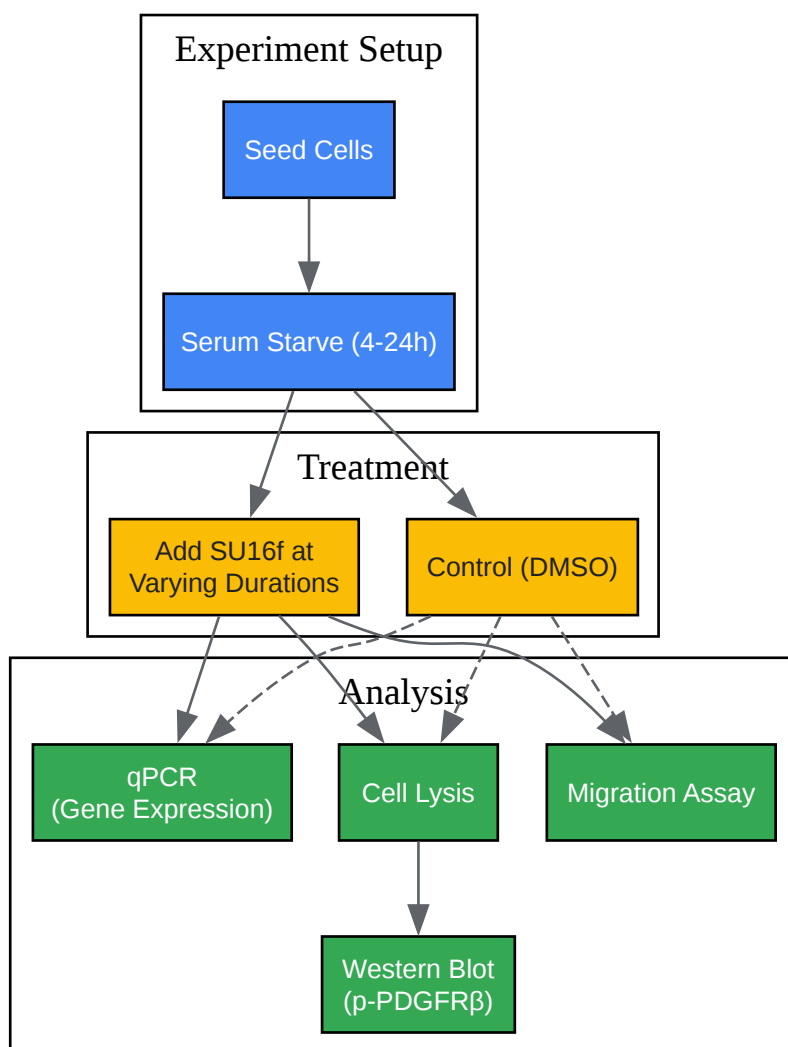 Experiment Setup
Seed Cells
Serum Starve (4-24h)
Treatment
Add SU16f at
Varying Durations
Control (DMSO)
Analysis
qPCR
(Gene Expression)
Cell Lysis
Migration Assay
Western Blot
(p-PDGFRβ)